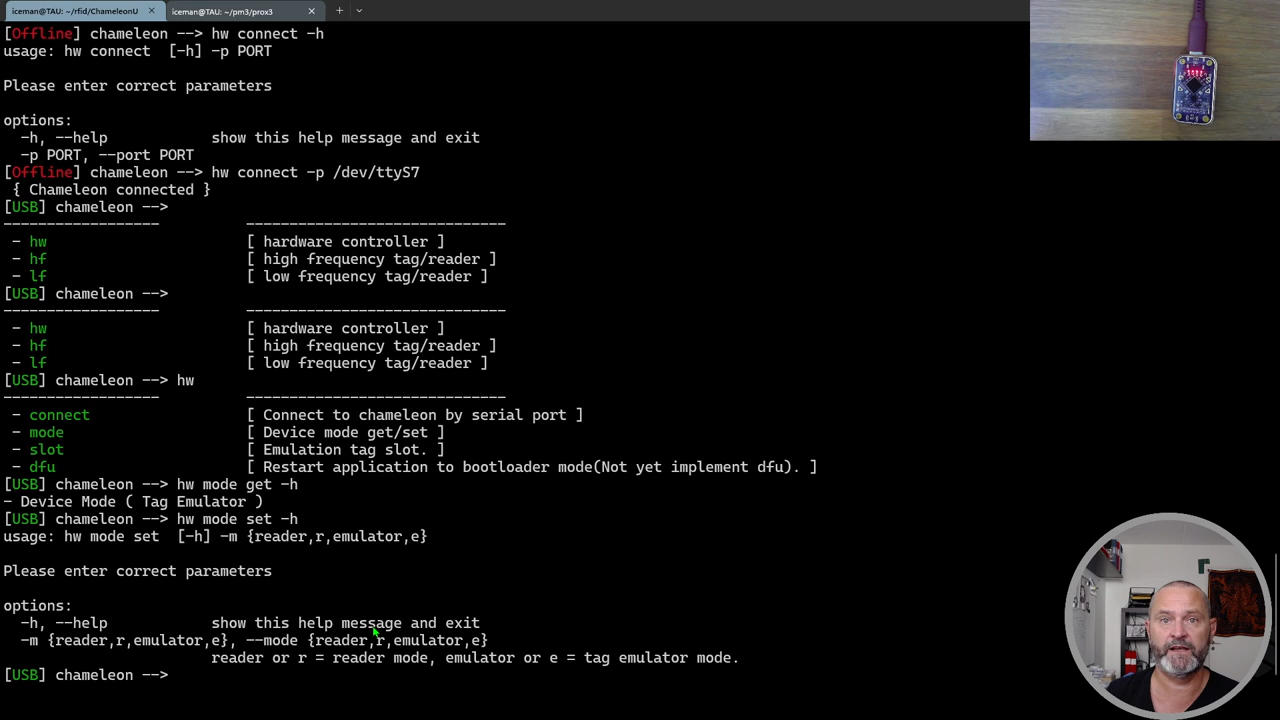 iceman@TAU: ~/rfid/ChameleonU
iceman@TAU: ~/pm3/prox3
[Offline] chameleon --> hw connect -h
usage: hw connect  [-h] -p PORT
Please enter correct parameters
options:
  -h, --help            show this help message and exit
  -p PORT, --port PORT
[Offline] chameleon --> hw connect -p /dev/ttyS7
 { Chameleon connected }
[USB] chameleon -->
------------------          ------------------------------
 - hw                       [ hardware controller ]
 - hf                       [ high frequency tag/reader ]
 - lf                       [ low frequency tag/reader ]
[USB] chameleon -->
------------------          ------------------------------
 - hw                       [ hardware controller ]
 - hf                       [ high frequency tag/reader ]
 - lf                       [ low frequency tag/reader ]
[USB] chameleon --> hw
------------------          ------------------------------
 - connect                  [ Connect to chameleon by serial port ]
 - mode                     [ Device mode get/set ]
 - slot                     [ Emulation tag slot. ]
 - dfu                      [ Restart application to bootloader mode(Not yet implement dfu). ]
[USB] chameleon --> hw mode get -h
- Device Mode ( Tag Emulator )
[USB] chameleon --> hw mode set -h
usage: hw mode set  [-h] -m {reader,r,emulator,e}
Please enter correct parameters
options:
  -h, --help            show this help message and exit
  -m {reader,r,emulator,e}, --mode {reader,r,emulator,e}
                        reader or r = reader mode, emulator or e = tag emulator mode.
[USB] chameleon -->